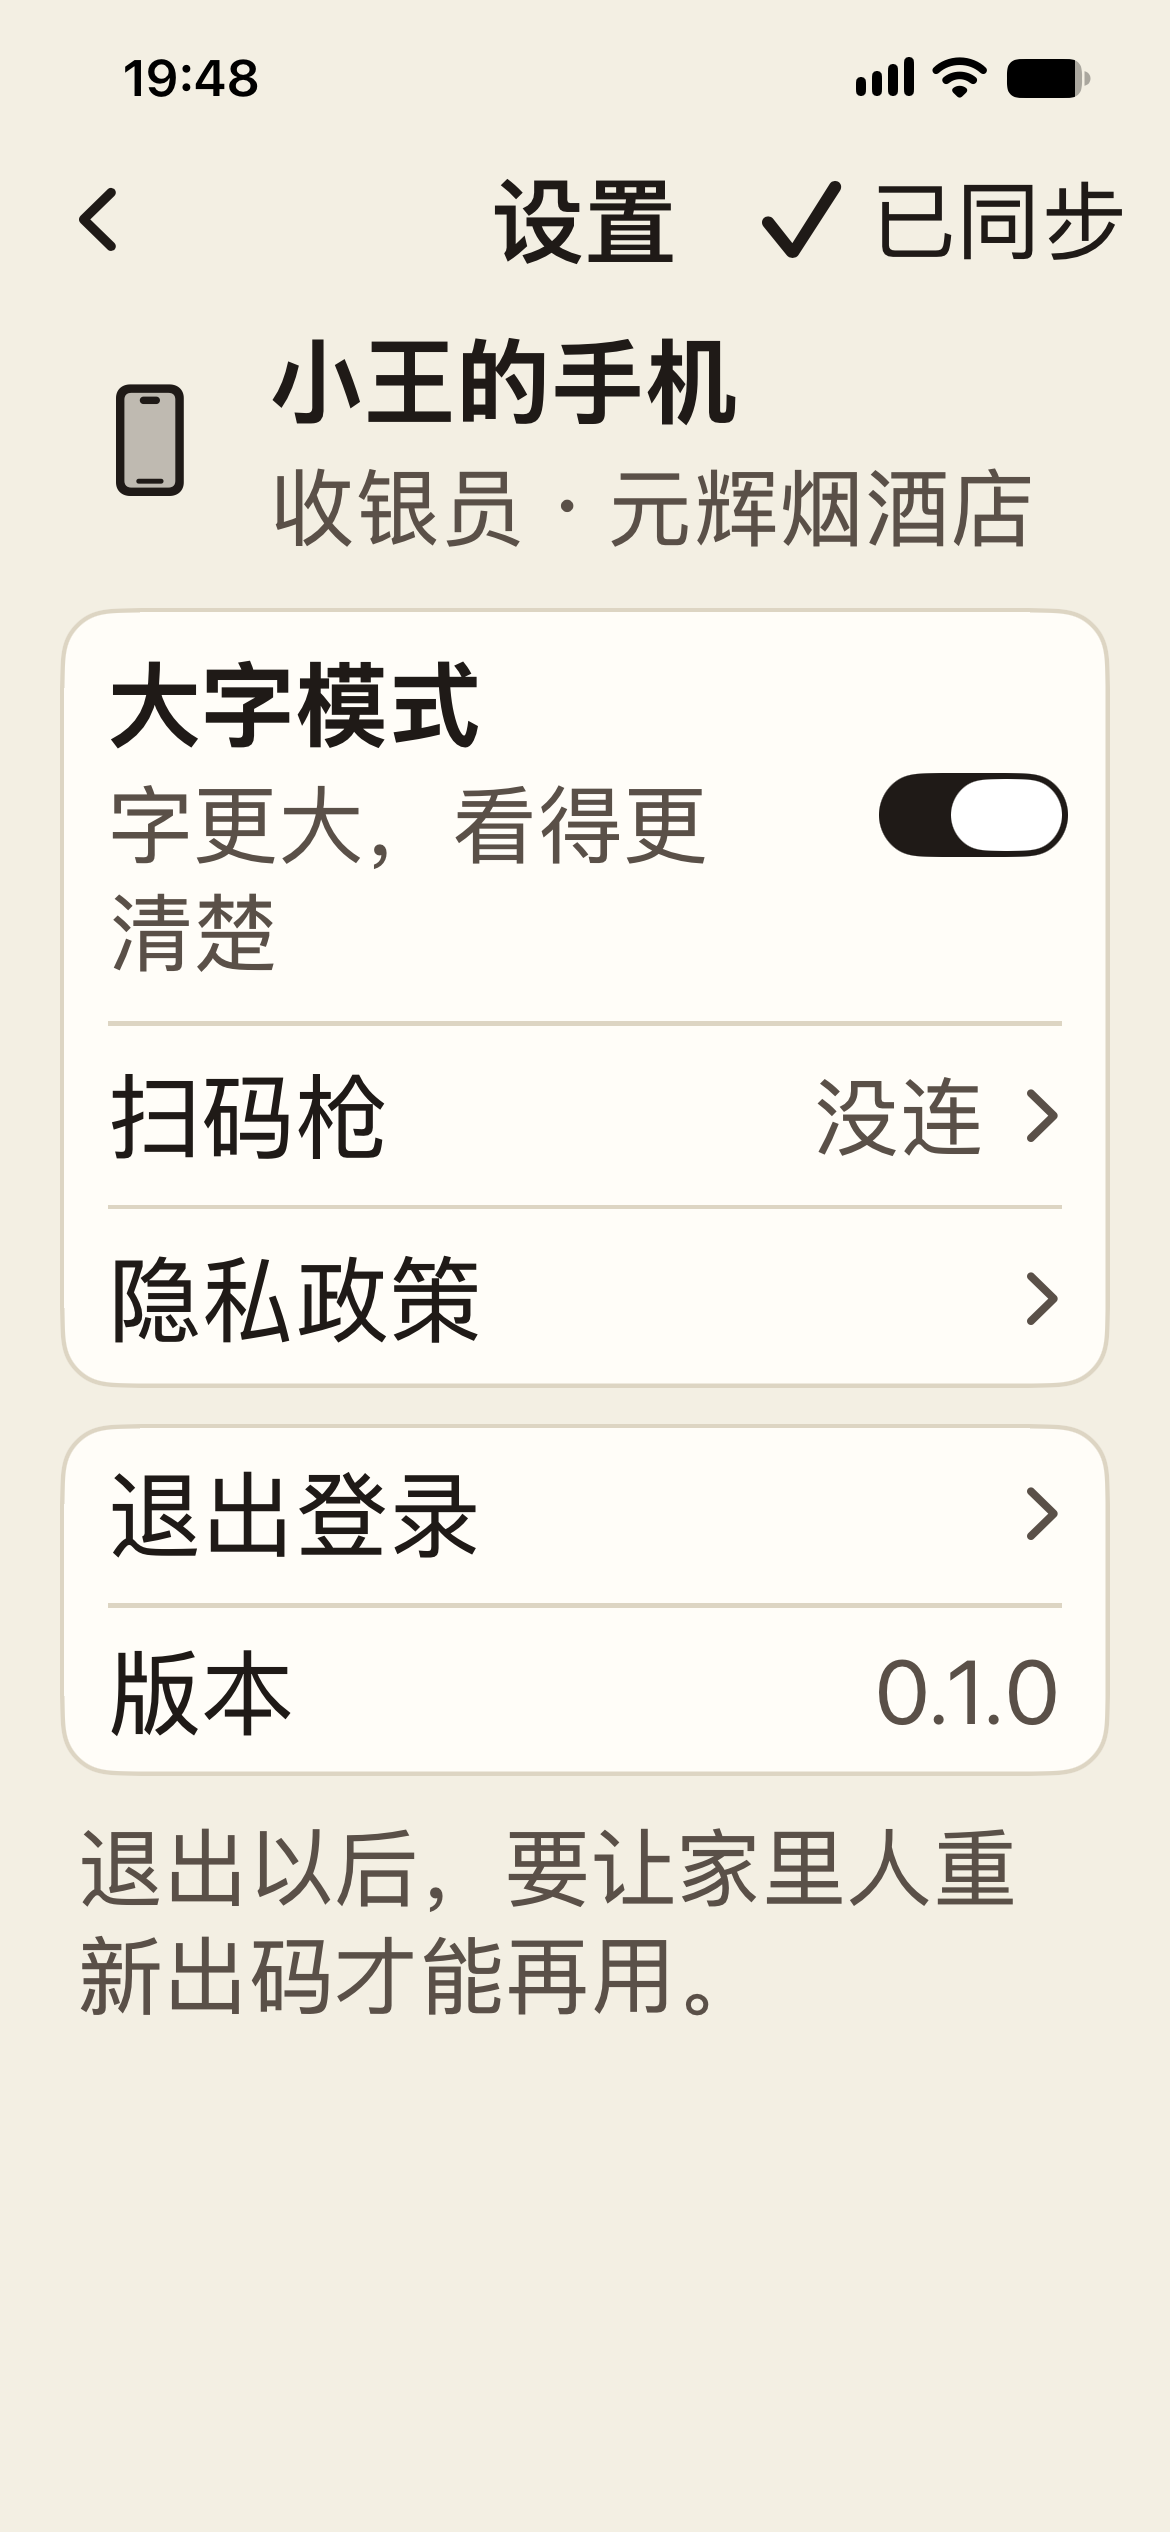 19:48
设置
已同步
小王的手机
收银员 · 元辉烟酒店
大字模式
字更大，看得更
清楚
扫码枪
没连
隐私政策
退出登录
版本
0.1.0
退出以后，要让家里人重
新出码才能再用。